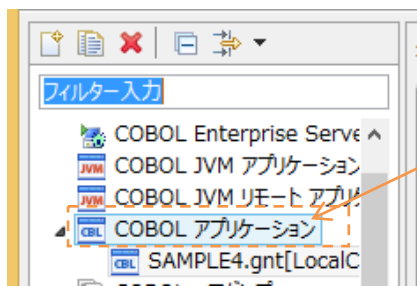 フィルター入力
COBOL Enterprise Serve
JVM COBOL JVM アプリケーション
JVM COBOL JVM リモート アプリケ
CBL COBOL アプリケーション
CBL SAMPLE4.gnt[LocalC